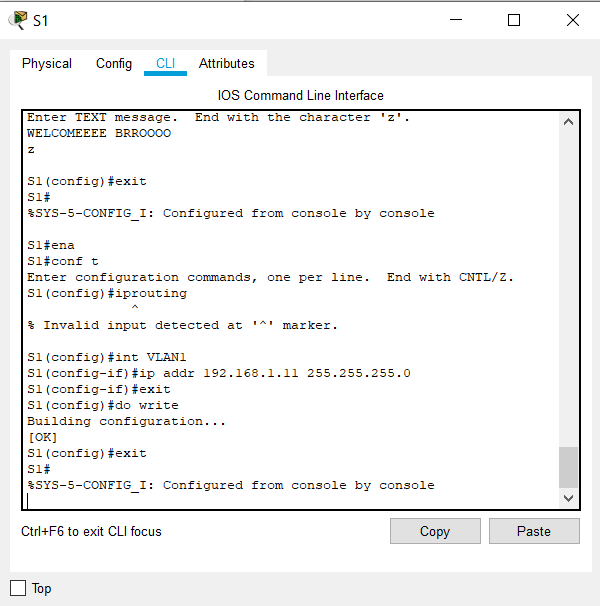 S1
Physical Config CLI Attributes
IOS Command Line Interface
Enter TEXT message.  End with the character 'z'.
WELCOMEEEE BRROOOO
z
S1(config)#exit
S1#
%SYS-5-CONFIG_I: Configured from console by console
S1#ena
S1#conf t
Enter configuration commands, one per line.  End with CNTL/Z.
S1(config)#iprouting
^
% Invalid input detected at '^' marker.
S1(config)#int VLAN1
S1(config-if)#ip addr 192.168.1.11 255.255.255.0
S1(config-if)#exit
S1(config)#do write
Building configuration...
[OK]
S1(config)#exit
S1#
%SYS-5-CONFIG_I: Configured from console by console
Ctrl+F6 to exit CLI focus
Copy Paste
Top